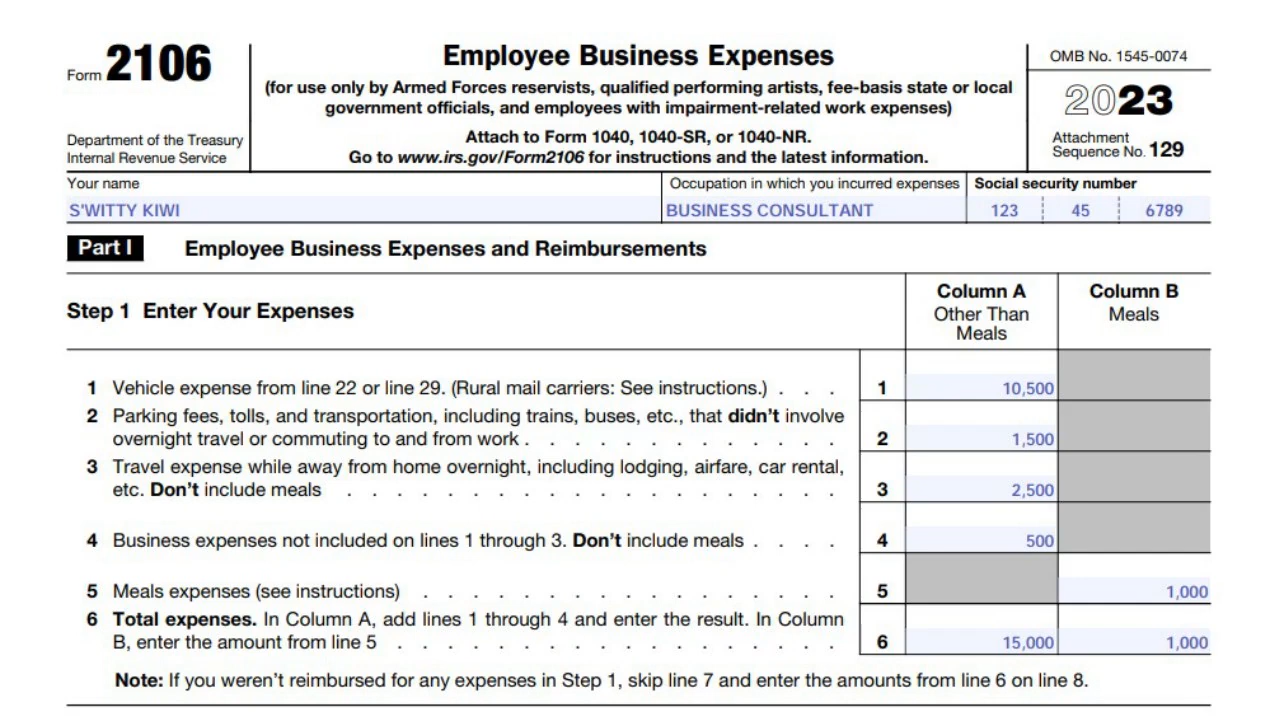 Form 2106
Department of the Treasury
Internal Revenue Service
Employee Business Expenses
(for use only by Armed Forces reservists, qualified performing artists, fee-basis state or local
government officials, and employees with impairment-related work expenses)
Attach to Form 1040, 1040-SR, or 1040-NR.
Go to www.irs.gov/Form2106 for instructions and the latest information.
OMB No. 1545-0074
2023
Attachment
Sequence No. 129
Your name
S'WITTY KIWI
Occupation in which you incurred expenses
BUSINESS CONSULTANT
Social security number
123 45 6789
Part I Employee Business Expenses and Reimbursements
Step 1 Enter Your Expenses
Column A
Other Than
Meals
Column B
Meals
1 Vehicle expense from line 22 or line 29. (Rural mail carriers: See instructions.) . . . 1 10,500
2 Parking fees, tolls, and transportation, including trains, buses, etc., that didn't involve
overnight travel or commuting to and from work . . . . . . . . . . . . . 2 1,500
3 Travel expense while away from home overnight, including lodging, airfare, car rental,
etc. Don't include meals . . . . . . . . . . . . . . . . . . . . 3 2,500
4 Business expenses not included on lines 1 through 3. Don't include meals . . . . 4 500
5 Meals expenses (see instructions) . . . . . . . . . . . . . . . . . 5 1,000
6 Total expenses. In Column A, add lines 1 through 4 and enter the result. In Column
B, enter the amount from line 5 . . . . . . . . . . . . . . . . . . 6 15,000 1,000
Note: If you weren't reimbursed for any expenses in Step 1, skip line 7 and enter the amounts from line 6 on line 8.